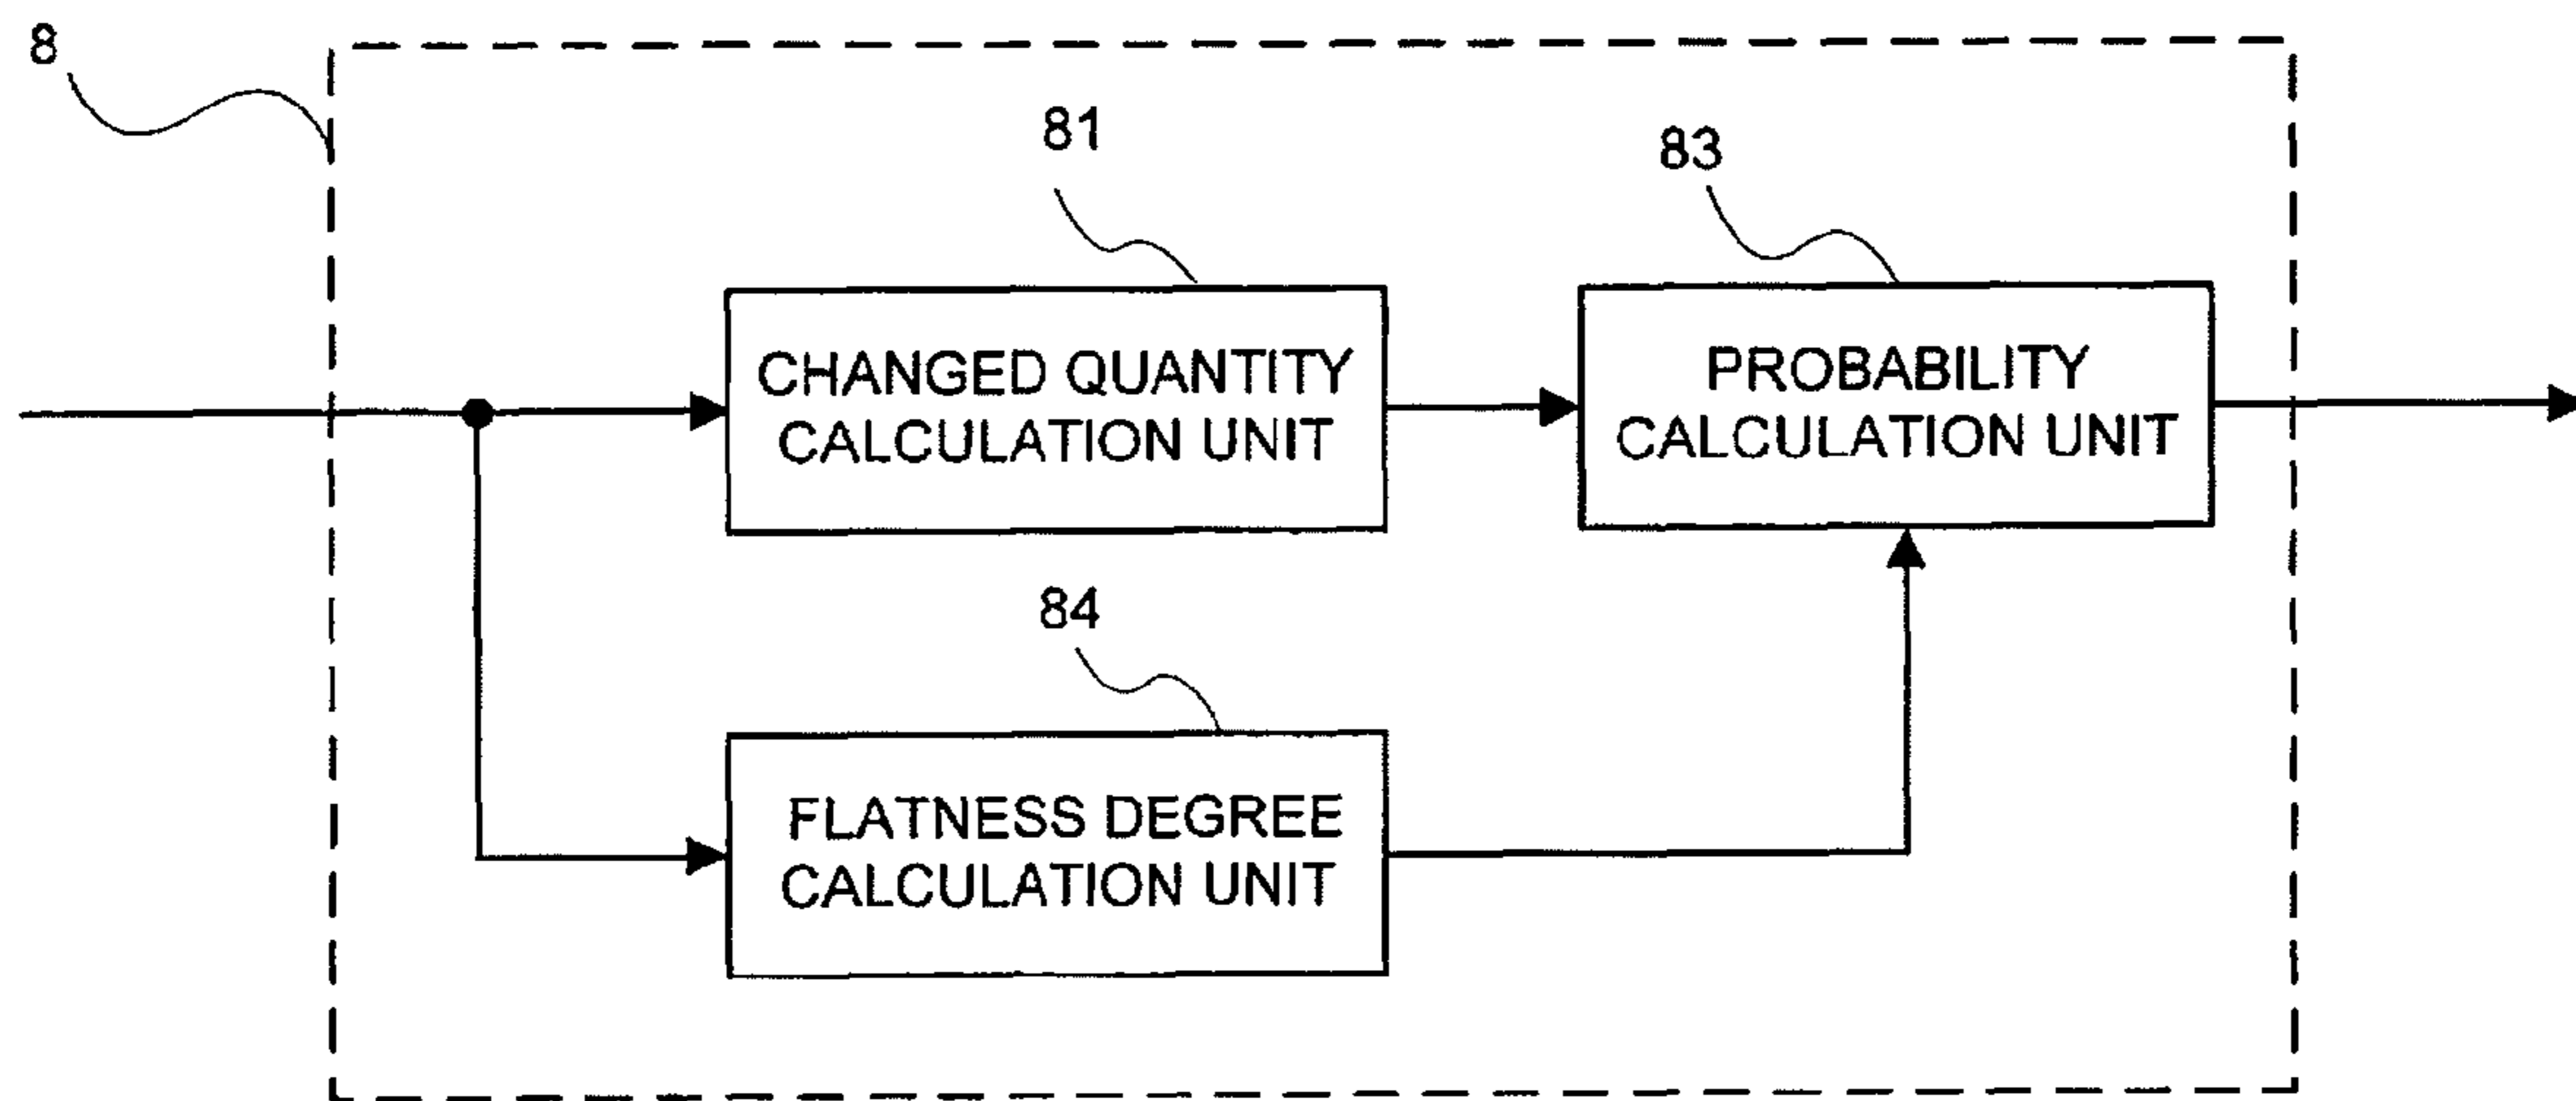 8
81
83
CHANGED QUANTITY
CALCULATION UNIT
PROBABILITY
CALCULATION UNIT
84
FLATNESS DEGREE
CALCULATION UNIT